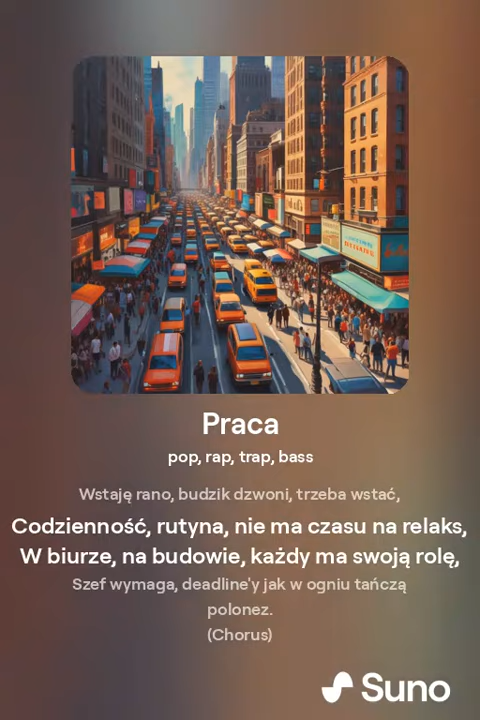 Praca
pop, rap, trap, bass
Wstaję rano, budzik dzwoni, trzeba wstać,
Codzienność, rutyna, nie ma czasu na relaks,
W biurze, na budowie, każdy ma swoją rolę,
Szef wymaga, deadline'y jak w ogniu tańczą
polonez.
(Chorus)
Suno